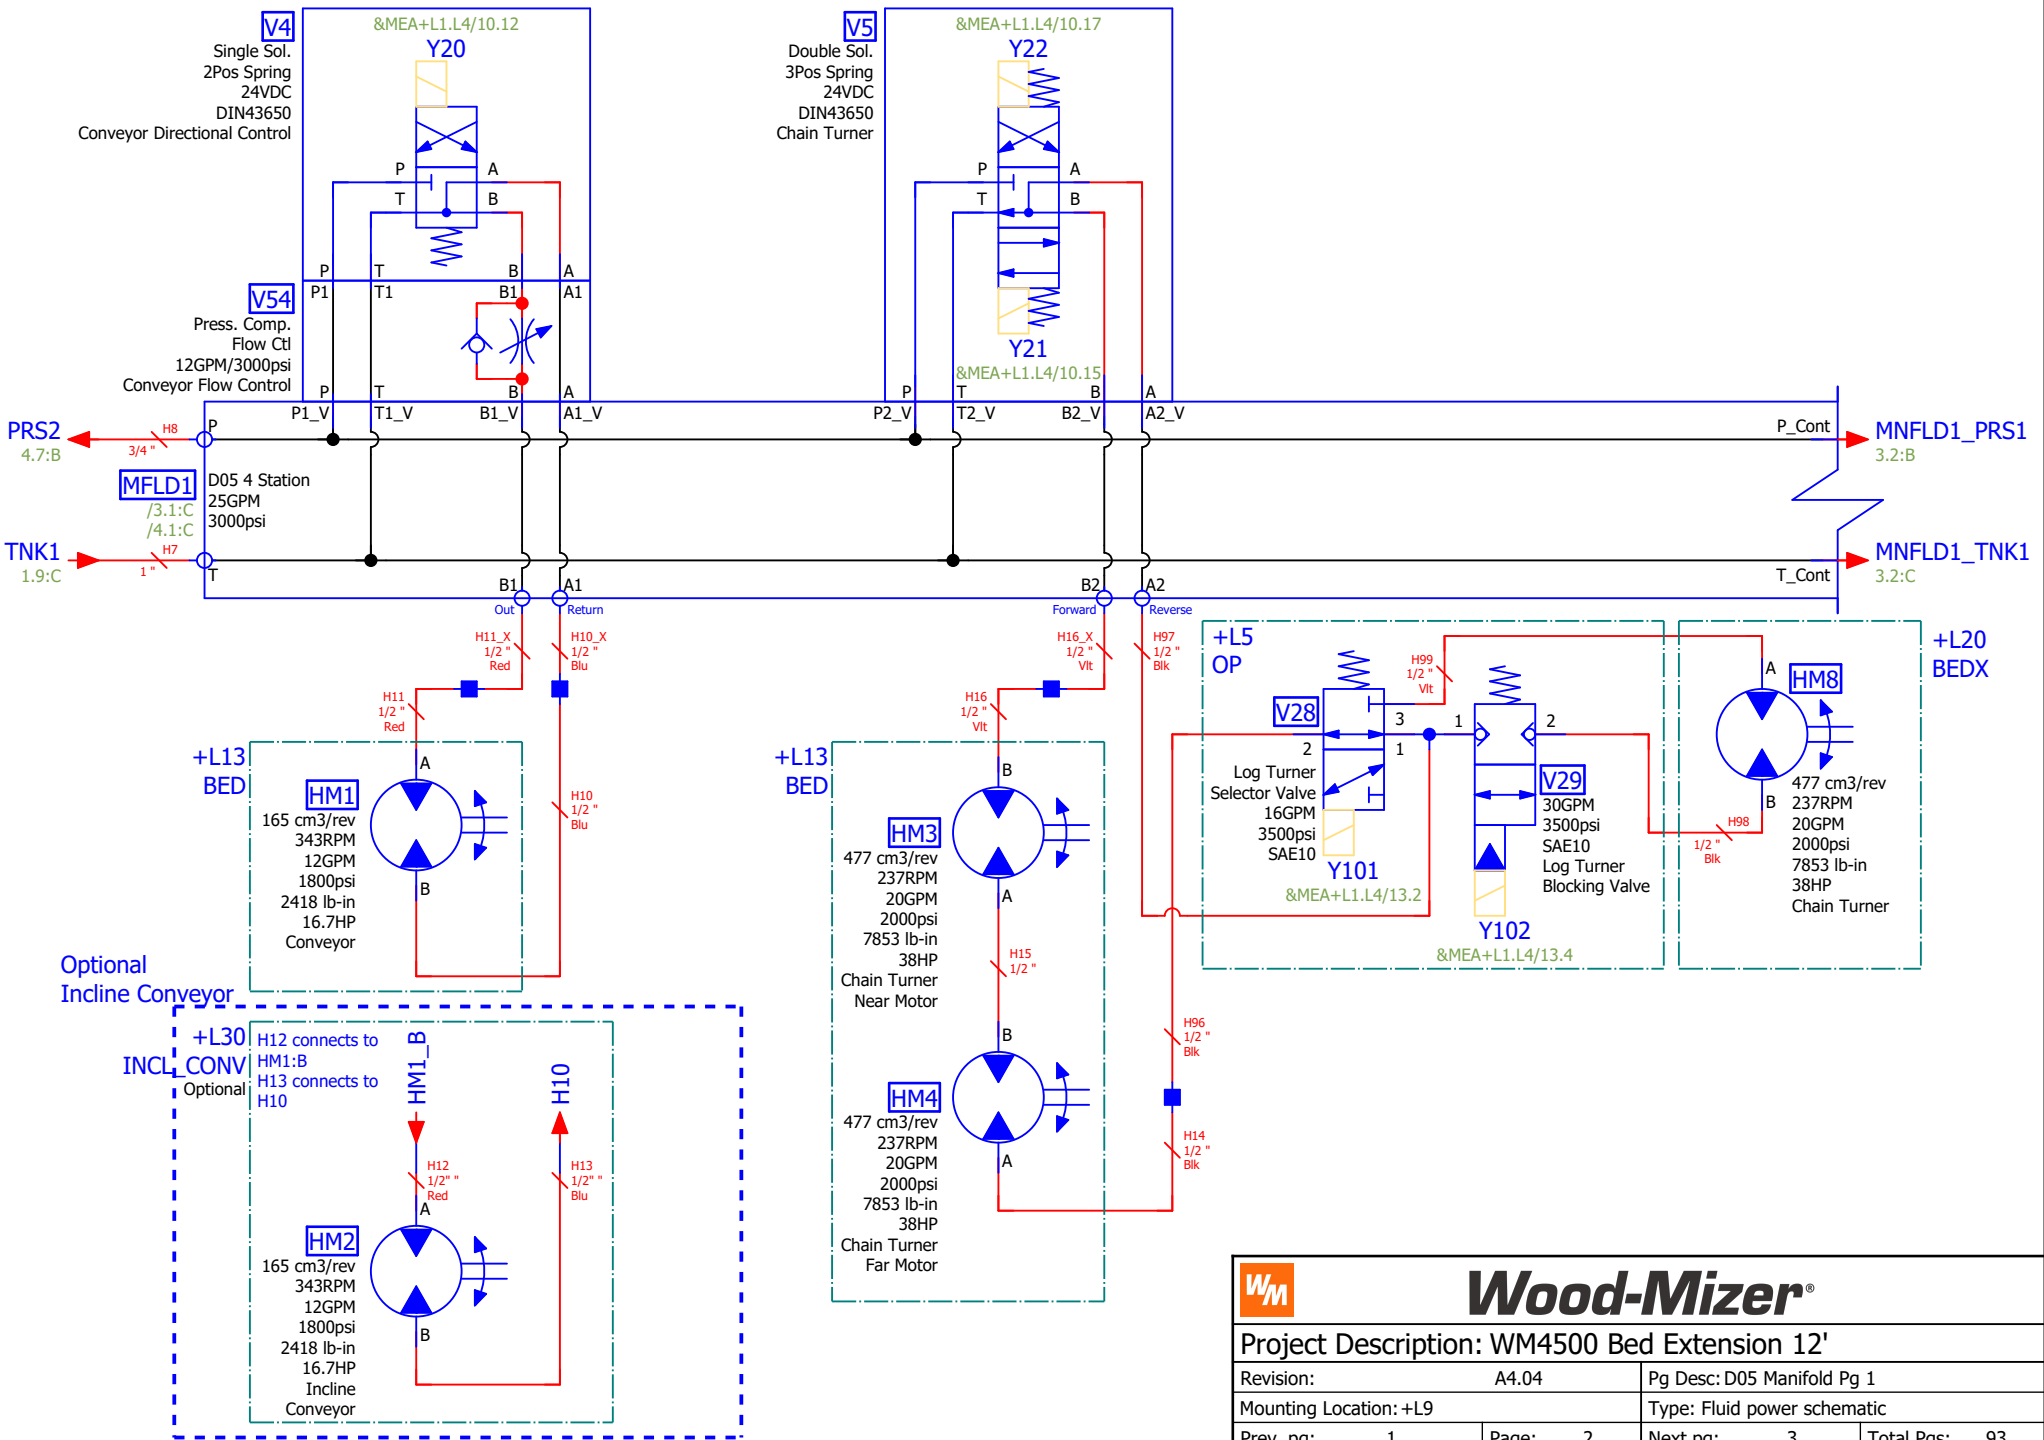 &MEA+L1.L4/10.12
V4
Y20
Single Sol.
2Pos Spring
24VDC
DIN43650
Conveyor Directional Control
P
A
T
B
P
T
B
A
V54
P1
T1
B1
A1
Press. Comp.
Flow Ctl
12GPM/3000psi
Conveyor Flow Control
P
T
B
A
P1_V
T1_V
B1_V
A1_V
&MEA+L1.L4/10.17
V5
Y22
Double Sol.
3Pos Spring
24VDC
DIN43650
Chain Turner
P
A
T
B
Y21
&MEA+L1.L4/10.15
P
T
B
A
P2_V
T2_V
B2_V
A2_V
PRS2
4.7:B
H8
3/4 "
P
P_Cont
MNFLD1_PRS1
3.2:B
MFLD1
/3.1:C
/4.1:C
D05 4 Station
25GPM
3000psi
TNK1
1.9:C
H7
1 "
T
T_Cont
MNFLD1_TNK1
3.2:C
B1
A1
Out
Return
B2
A2
Forward
Reverse
H11_X
1/2 "
Red
H10_X
1/2 "
Blu
H16_X
1/2 "
Vlt
H97
1/2 "
Blk
H11
1/2 "
Red
H16
1/2 "
Vlt
+L13
BED
A
HM1
165 cm3/rev
343RPM
12GPM
1800psi
2418 lb-in
16.7HP
Conveyor
B
H10
1/2 "
Blu
+L13
BED
B
HM3
477 cm3/rev
237RPM
20GPM
2000psi
7853 lb-in
38HP
Chain Turner
Near Motor
A
H15
1/2 "
B
HM4
477 cm3/rev
237RPM
20GPM
2000psi
7853 lb-in
38HP
Chain Turner
Far Motor
A
H96
1/2 "
Blk
H14
1/2 "
Blk
+L5
OP
H99
1/2 "
Vlt
V28
3
2
1
Log Turner
Selector Valve
16GPM
3500psi
SAE10
Y101
&MEA+L1.L4/13.2
1
2
V29
30GPM
3500psi
SAE10
Log Turner
Blocking Valve
Y102
&MEA+L1.L4/13.4
+L20
BEDX
A
HM8
B
477 cm3/rev
237RPM
20GPM
2000psi
7853 lb-in
38HP
Chain Turner
H98
1/2 "
Blk
Optional
Incline Conveyor
+L30
INCL_CONV
Optional
H12 connects to
HM1:B
H13 connects to
H10
HM1_B
H10
H12
1/2" "
Red
H13
1/2" "
Blu
A
HM2
165 cm3/rev
343RPM
12GPM
1800psi
2418 lb-in
16.7HP
Incline
Conveyor
B
WM
Wood-Mizer®
Project Description: WM4500 Bed Extension 12'
Revision: A4.04
Pg Desc: D05 Manifold Pg 1
Mounting Location: +L9
Type: Fluid power schematic
Prev. pg: 1
Page: 2
Next pg: 3
Total Pgs: 93